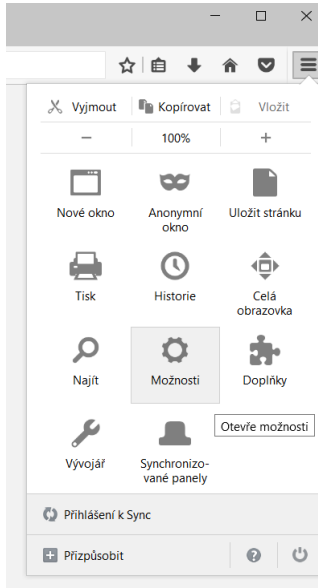 Vyjmout Kopírovat Vložit
− 100% +
Nové okno Anonymní okno Uložit stránku
Tisk Historie Celá obrazovka
Najít Možnosti Doplňky
Otevře možnosti
Vývojář Synchronizo-
vané panely
Přihlášení k Sync
Přizpůsobit